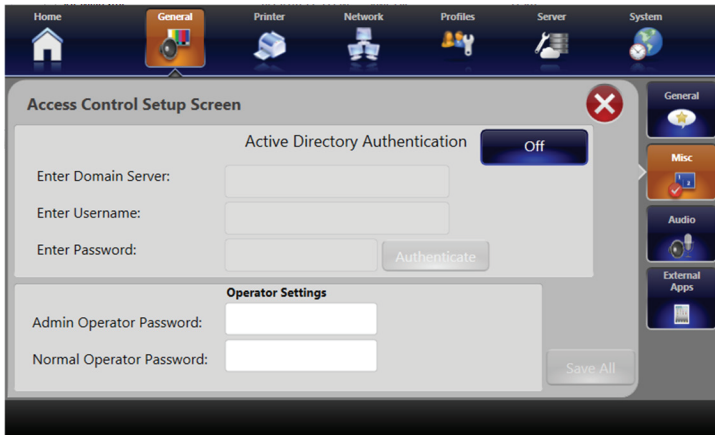 Home General Printer Network Profiles Server System
Access Control Setup Screen
General
Active Directory Authentication Off
Misc
Enter Domain Server:
Enter Username:
Audio
Enter Password: Authenticate
External
Apps
Operator Settings
Admin Operator Password:
Normal Operator Password:
Save All